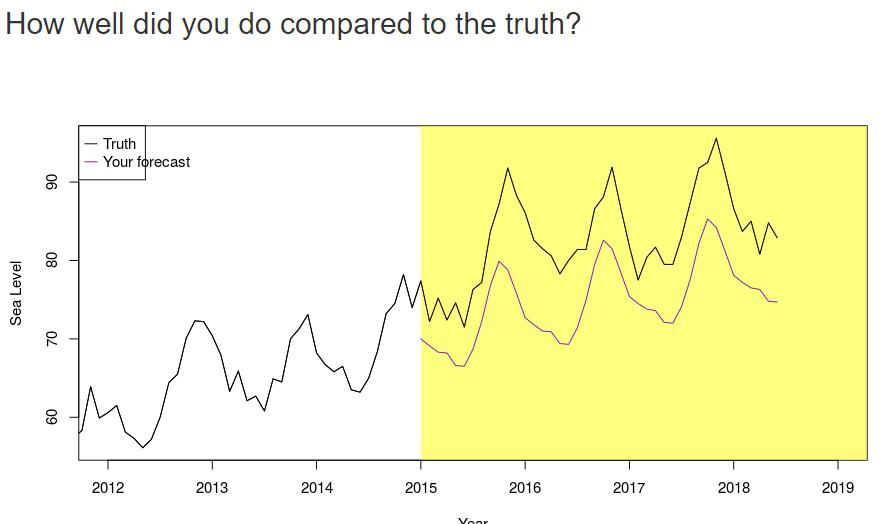 How well did you do compared to the truth?
Truth
Your forecast
90
80
70
60
Sea Level
2012 2013 2014 2015 2016 2017 2018 2019
Year